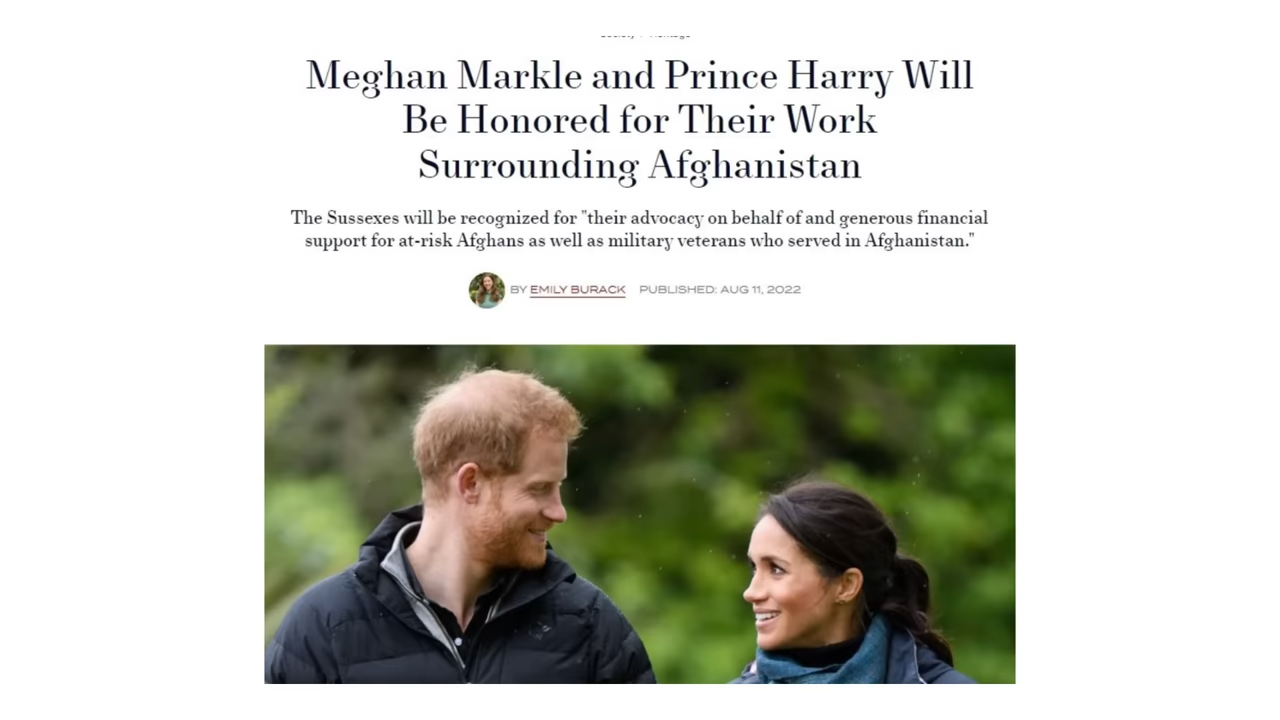 Meghan Markle and Prince Harry Will
Be Honored for Their Work
Surrounding Afghanistan
The Sussexes will be recognized for "their advocacy on behalf of and generous financial
support for at-risk Afghans as well as military veterans who served in Afghanistan."
BY EMILY BURACK PUBLISHED: AUG 11, 2022